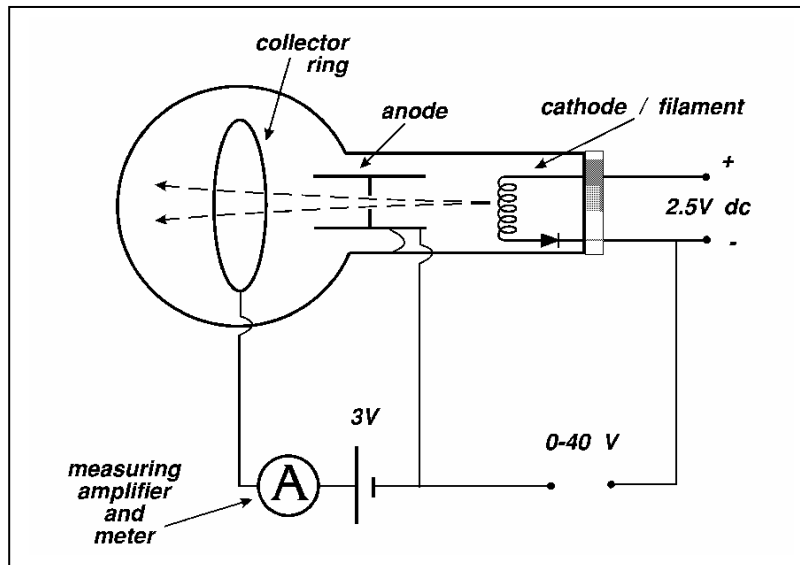 collector
ring
anode
cathode / filament
+
2.5V dc
-
3V
0-40 V
A
measuring
amplifier
and
meter